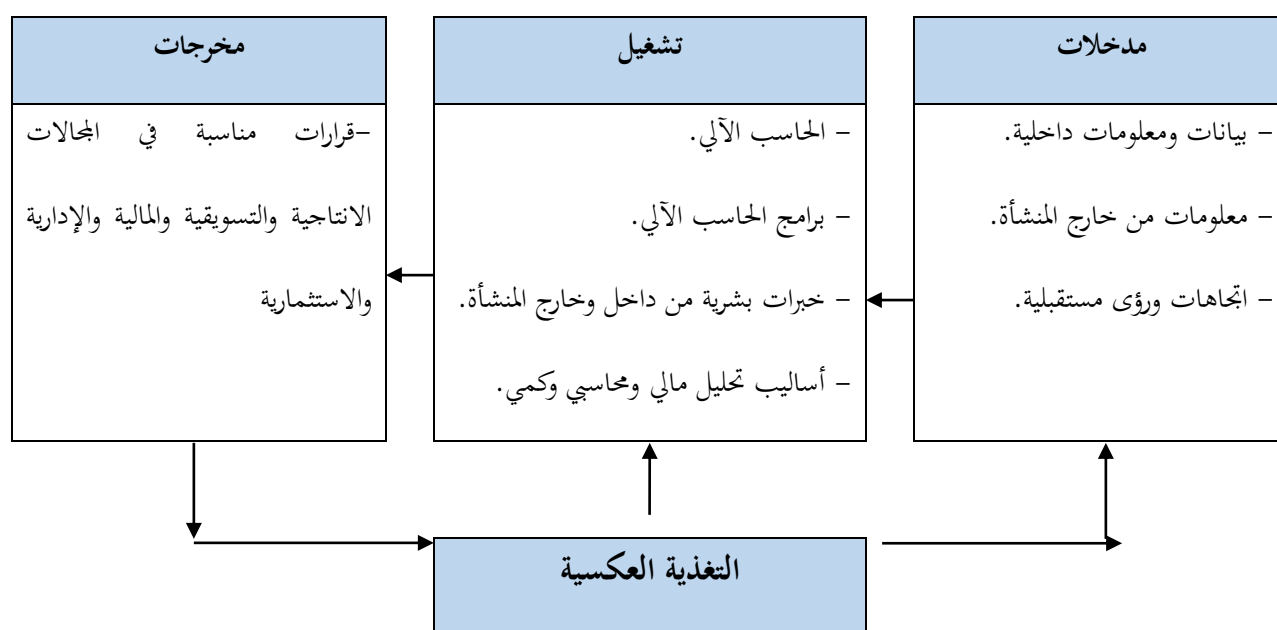 مدخلات
– بيانات ومعلومات داخلية.
– معلومات من خارج المنشأة.
– اتجاهات ورؤى مستقبلية.
تشغيل
– الحاسب الآلي.
– برامج الحاسب الآلي.
– خبرات بشرية من داخل وخارج المنشأة.
– أساليب تحليل مالي ومحاسبي وكمي.
مخرجات
–قرارات مناسبة في المجالات
الانتاجية والتسويقية والمالية والإدارية
والاستثمارية
التغذية العكسية